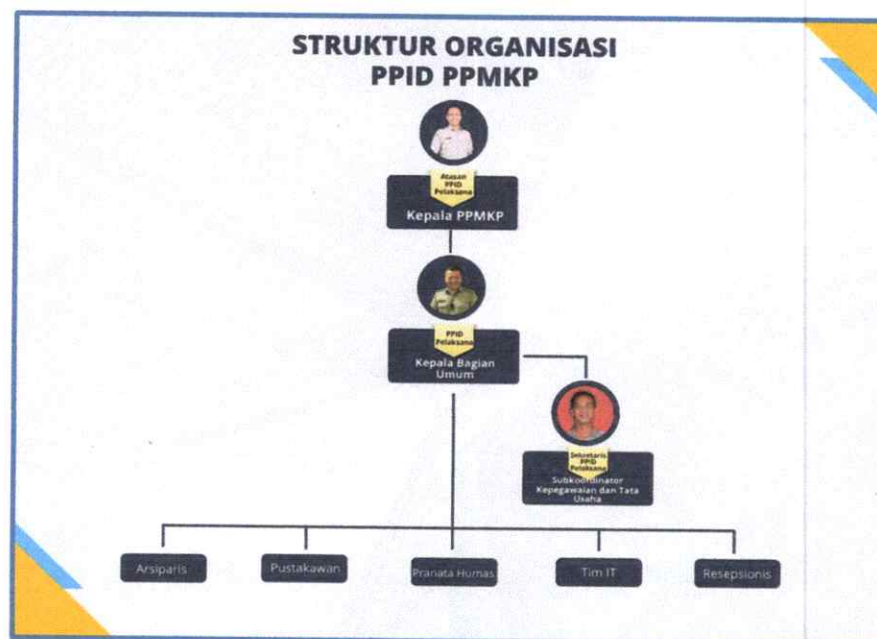 STRUKTUR ORGANISASI
PPID PPMKP
Atasan
PPID
Pelaksana
Kepala PPMKP
PPID
Pelaksana
Kepala Bagian
Umum
Sekretaris
PPID
Pelaksana
Subkoordinator
Kepegawaian dan Tata
Usaha
Arsiparis
Pustakawan
Pranata Humas
Tim IT
Resepsionis